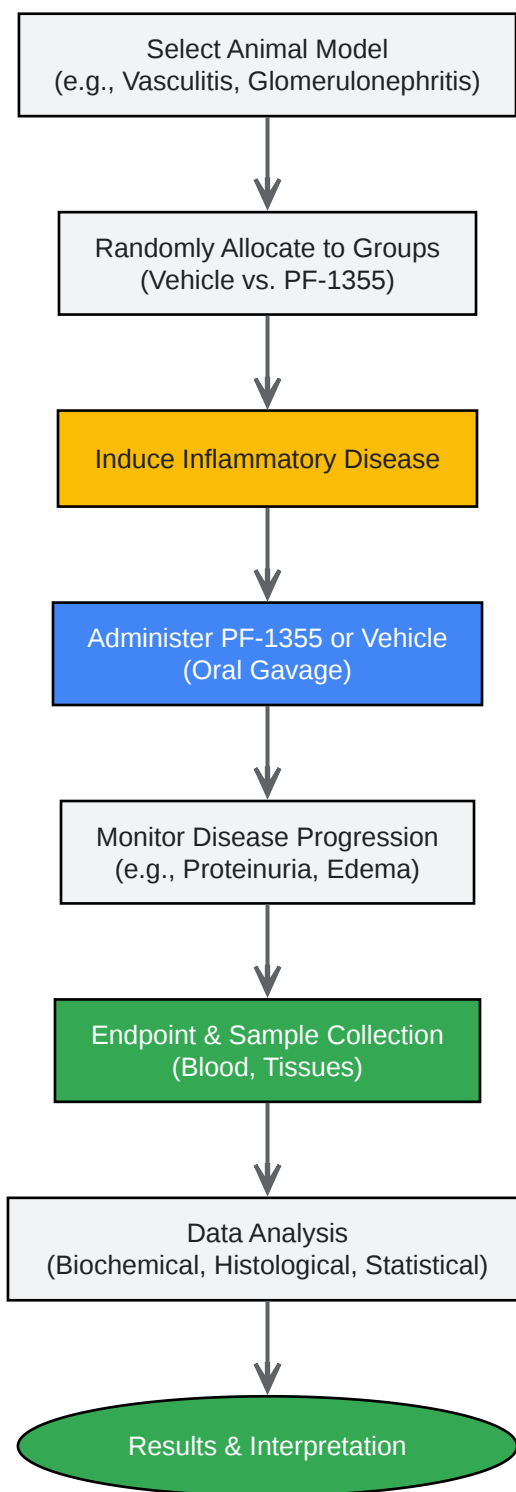 Select Animal Model
(e.g., Vasculitis, Glomerulonephritis)
Randomly Allocate to Groups
(Vehicle vs. PF-1355)
Induce Inflammatory Disease
Administer PF-1355 or Vehicle
(Oral Gavage)
Monitor Disease Progression
(e.g., Proteinuria, Edema)
Endpoint & Sample Collection
(Blood, Tissues)
Data Analysis
(Biochemical, Histological, Statistical)
Results & Interpretation